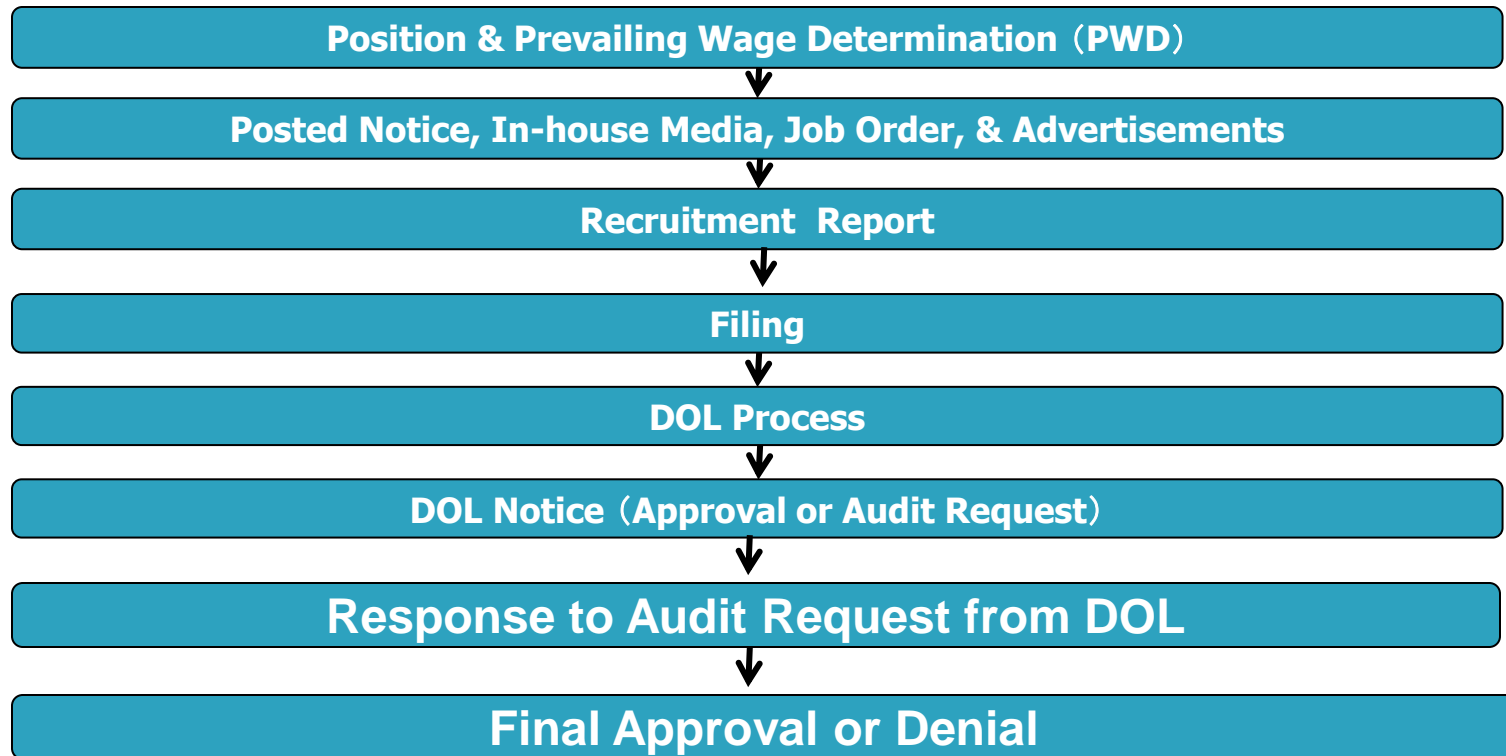 Position & Prevailing Wage Determination（PWD）
Posted Notice, In-house Media, Job Order, & Advertisements
Recruitment  Report
Filing
DOL Process
DOL Notice（Approval or Audit Request）
Response to Audit Request from DOL
Final Approval or Denial